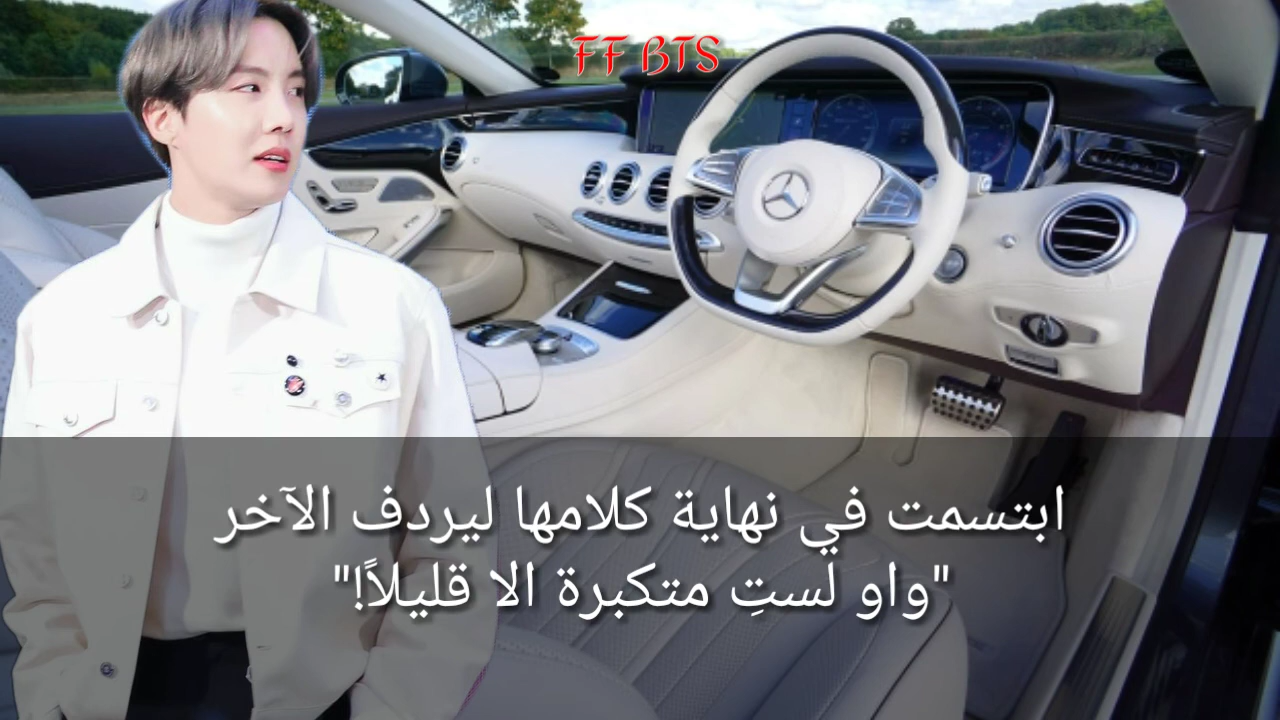 FF BTS
ابتسمت في نهاية كلامها ليردف الآخر
"واو لستِ متكبرة الا قليلاً!"